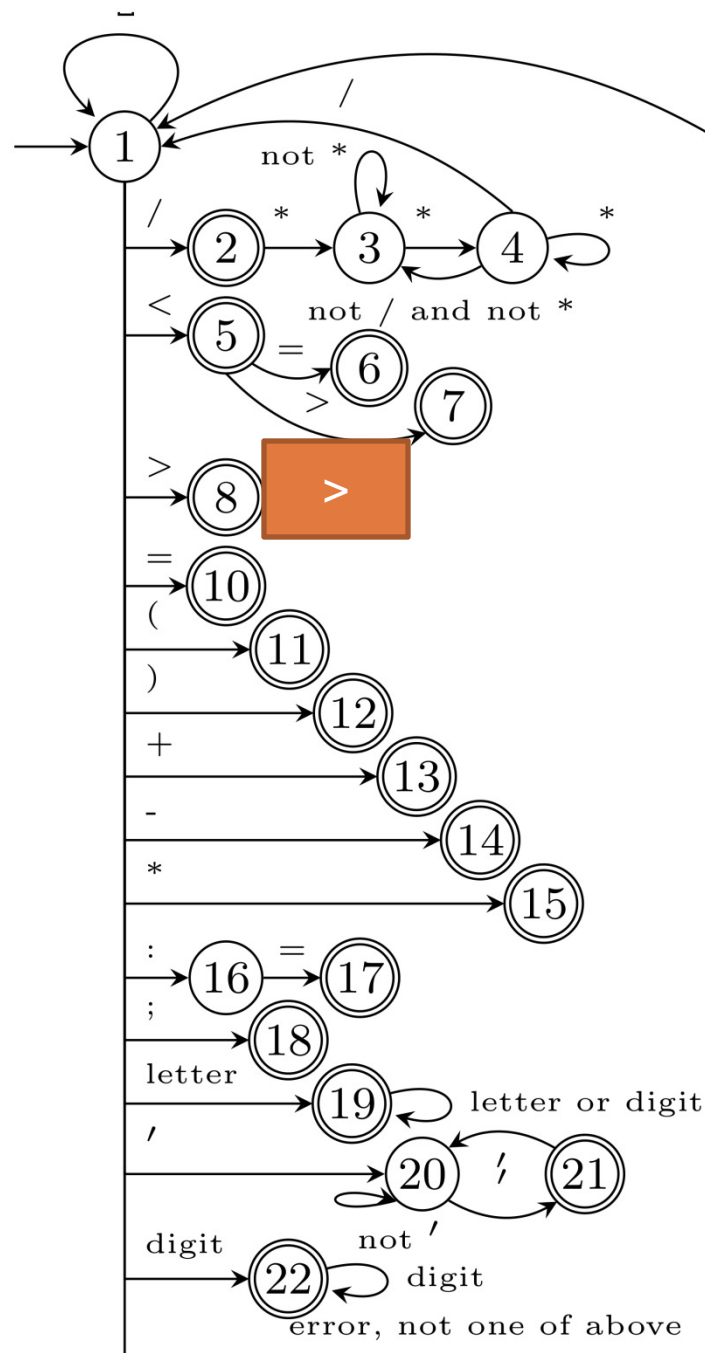 ␣
/
1
not *
/ * * *
2 3 4
< not / and not *
5 = 6
> 7
> 8 >
= 10
( 11
) 12
+ 13
- 14
* 15
: 16 = 17
; 18
letter 19 letter or digit
' 20 ' ' 21
not '
digit 22 digit
error, not one of above